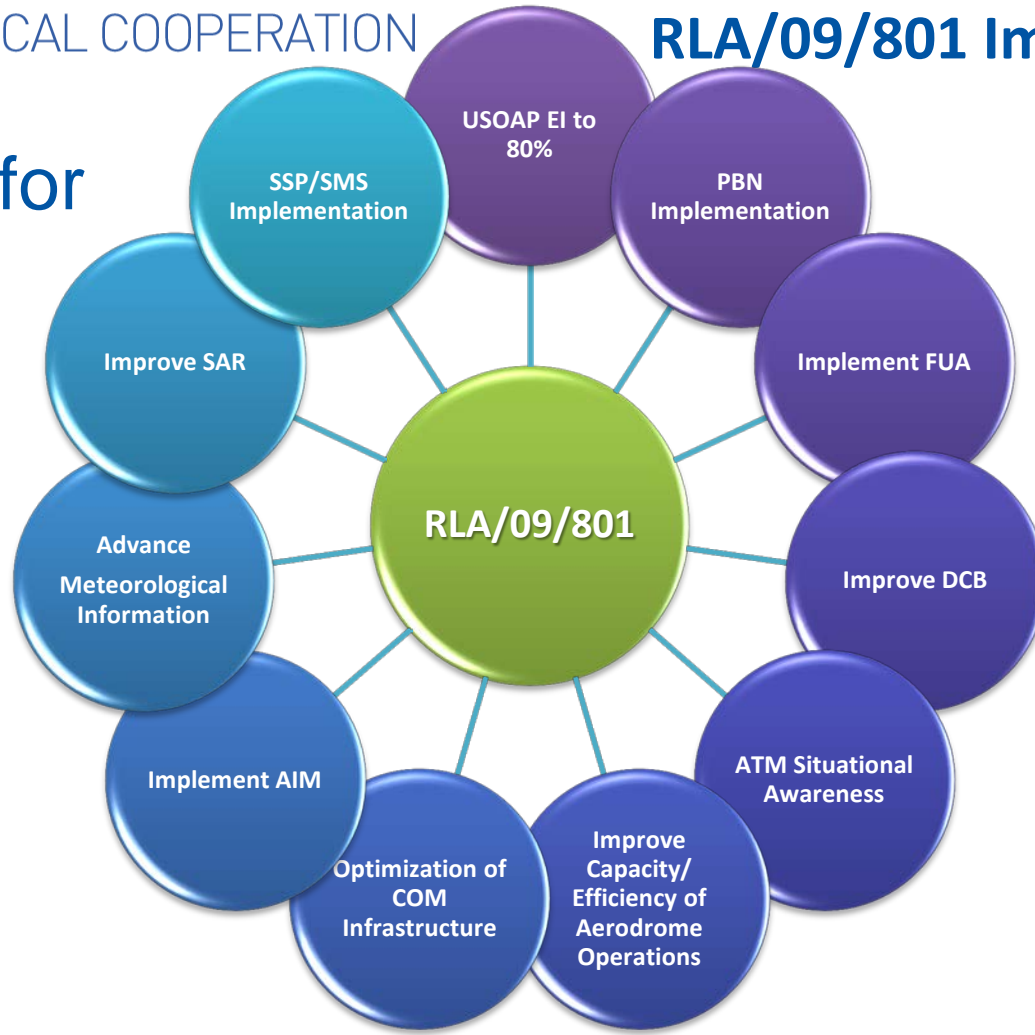 CAL COOPERATION
RLA/09/801 Im
for
USOAP EI to
80%
PBN
Implementation
Implement FUA
Improve DCB
ATM Situational
Awareness
Improve
Capacity/
Efficiency of
Aerodrome
Operations
Optimization of
COM
Infrastructure
Implement AIM
Advance
Meteorological
Information
Improve SAR
SSP/SMS
Implementation
RLA/09/801